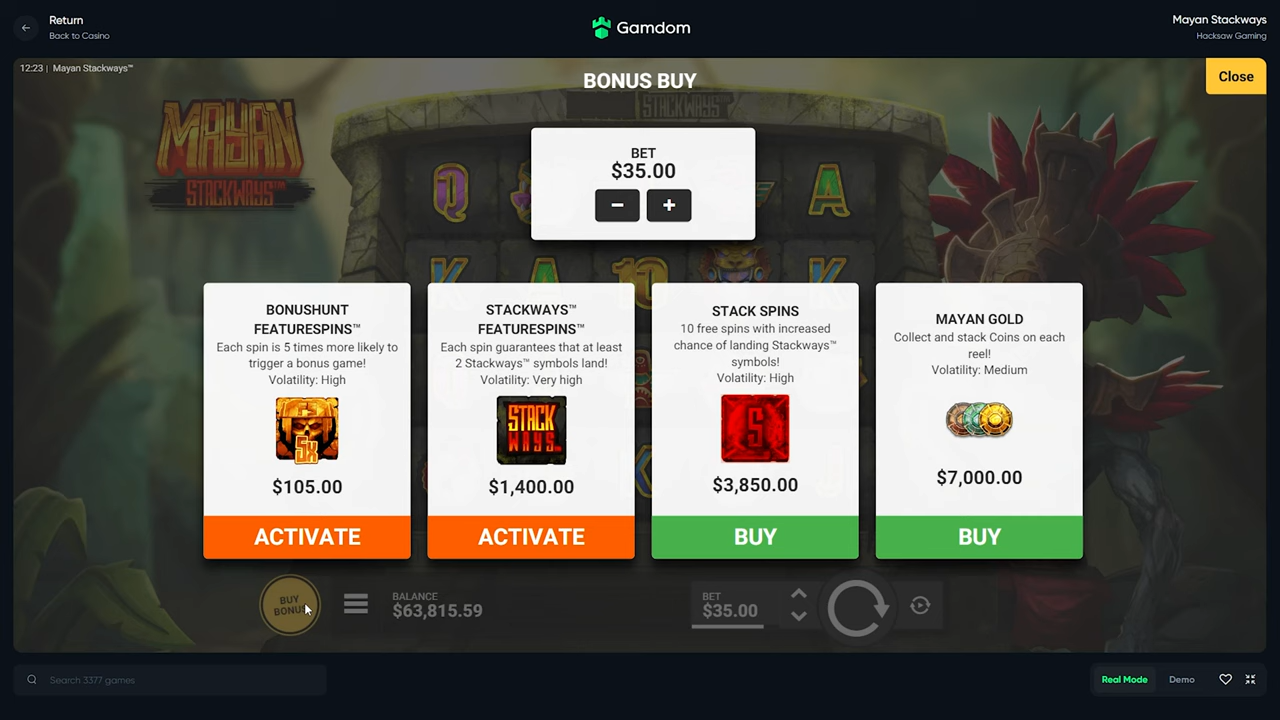 Return
Back to Casino
Gamdom
Mayan Stackways
Hacksaw Gaming
12:23 | Mayan Stackways™
BONUS BUY
Close
MAYAN
STACKWAYS™
STACKWAYS
BET
$35.00
Q
A
K
A
10
K
BONUSHUNT
FEATURESPINS™
Each spin is 5 times more likely to
trigger a bonus game!
Volatility: High
5X
$105.00
ACTIVATE
STACKWAYS™
FEATURESPINS™
Each spin guarantees that at least
2 Stackways™ symbols land!
Volatility: Very high
STACK
WAYS
$1,400.00
ACTIVATE
STACK SPINS
10 free spins with increased
chance of landing Stackways™
symbols!
Volatility: High
S
$3,850.00
BUY
MAYAN GOLD
Collect and stack Coins on each
reel!
Volatility: Medium
$7,000.00
BUY
BUY
BONUS
BALANCE
$63,815.59
BET
$35.00
Search 3377 games
Real Mode
Demo